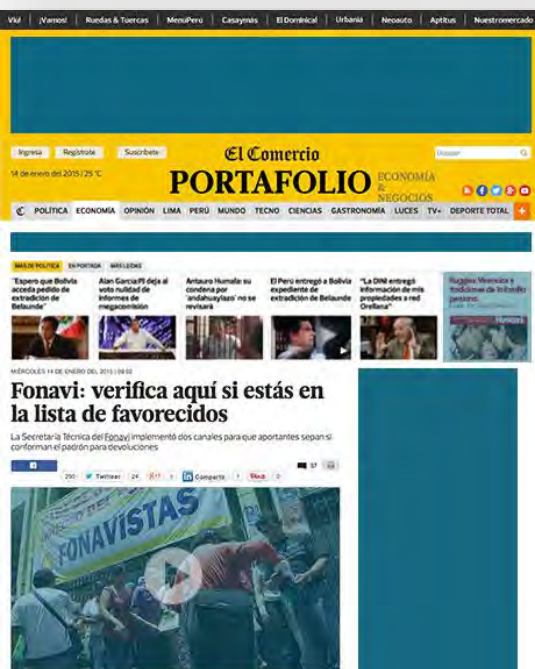 Viú! ¡Vamos! Ruedas & Tuercas MenúPerú Casaymás El Dominical Urbania Neoauto Aptitus Nuestromercado
Ingresa Regístrate Suscríbete
El Comercio
14 de enero del 2015 | 25 °C
PORTAFOLIO
ECONOMÍA
&
NEGOCIOS
POLÍTICA ECONOMÍA OPINIÓN LIMA PERÚ MUNDO TECNO CIENCIAS GASTRONOMÍA LUCES TV+ DEPORTE TOTAL +
MÁS DE POLÍTICA EN PORTADA MÁS LEÍDAS
"Espero que Bolivia
acceda pedido de
extradición de
Belaunde"
Alan García:PJ deja al
voto nulidad de
informes de
megacomisión
Antauro Humala: su
condena por
'andahuaylazo' no se
revisará
El Perú entregó a Bolivia
expediente de
extradición de Belaunde
"La DINI entregó
información de mis
propiedades a red
Orellana"
MIÉRCOLES 14 DE ENERO DEL 2015 | 09:02
Fonavi: verifica aquí si estás en
la lista de favorecidos
La Secretaría Técnica del Fonavi implementó dos canales para que aportantes sepan si
conforman el padrón para devoluciones
37
Twittear 24 Compartir 1 0
FONAVISTAS